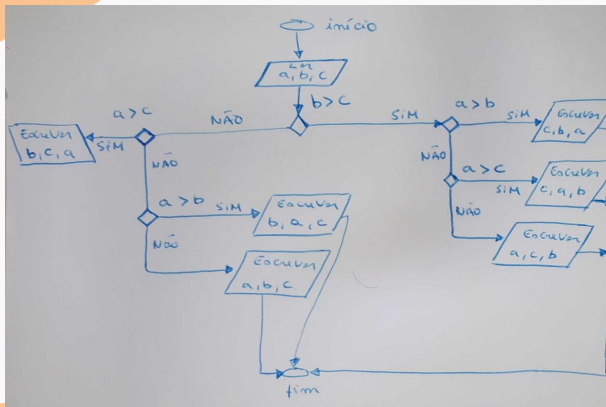 início
Ler
a, b, c
b>c
NÃO
SIM
a>c
SIM
Escrever
b, c, a
NÃO
a>b
SIM
Escrever
b, a, c
NÃO
Escrever
a, b, c
a>b
SIM
Escrever
c, b, a
NÃO
a>c
SIM
Escrever
c, a, b
NÃO
Escrever
a, c, b
fim